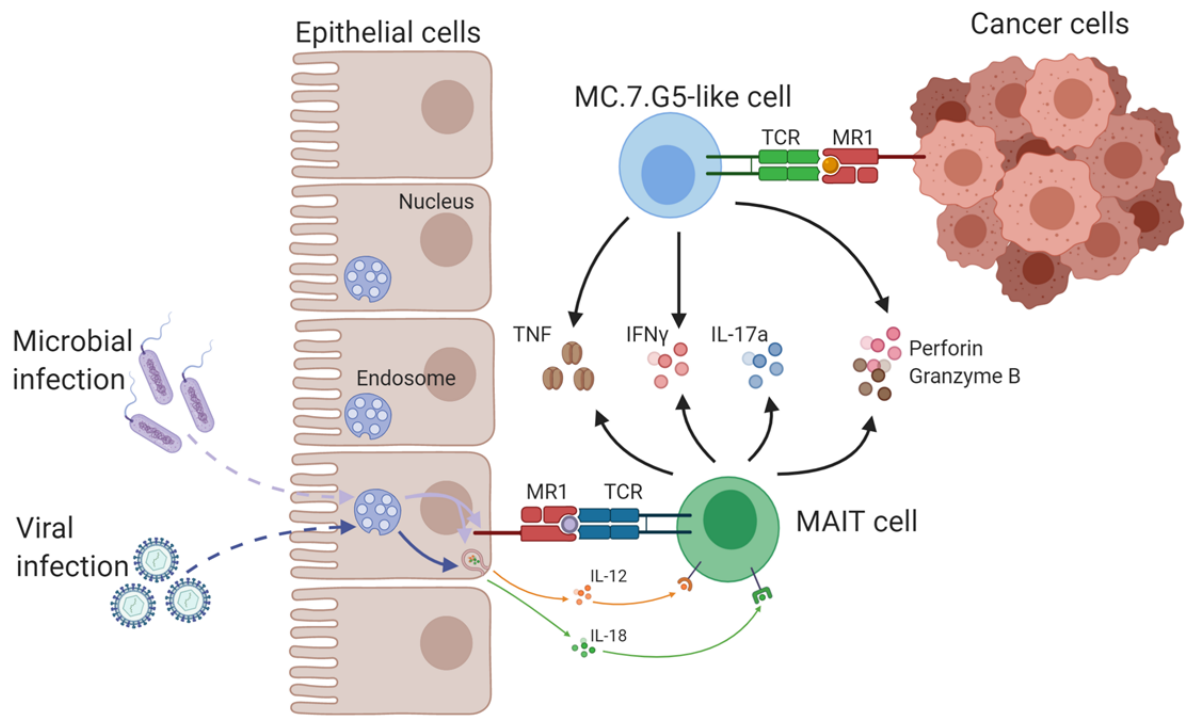 Epithelial cells
Cancer cells
MC.7.G5-like cell
TCR
MR1
Nucleus
Microbial
infection
TNF
IFNγ
IL-17a
Perforin
Granzyme B
Endosome
MR1
TCR
MAIT cell
Viral
infection
IL-12
IL-18